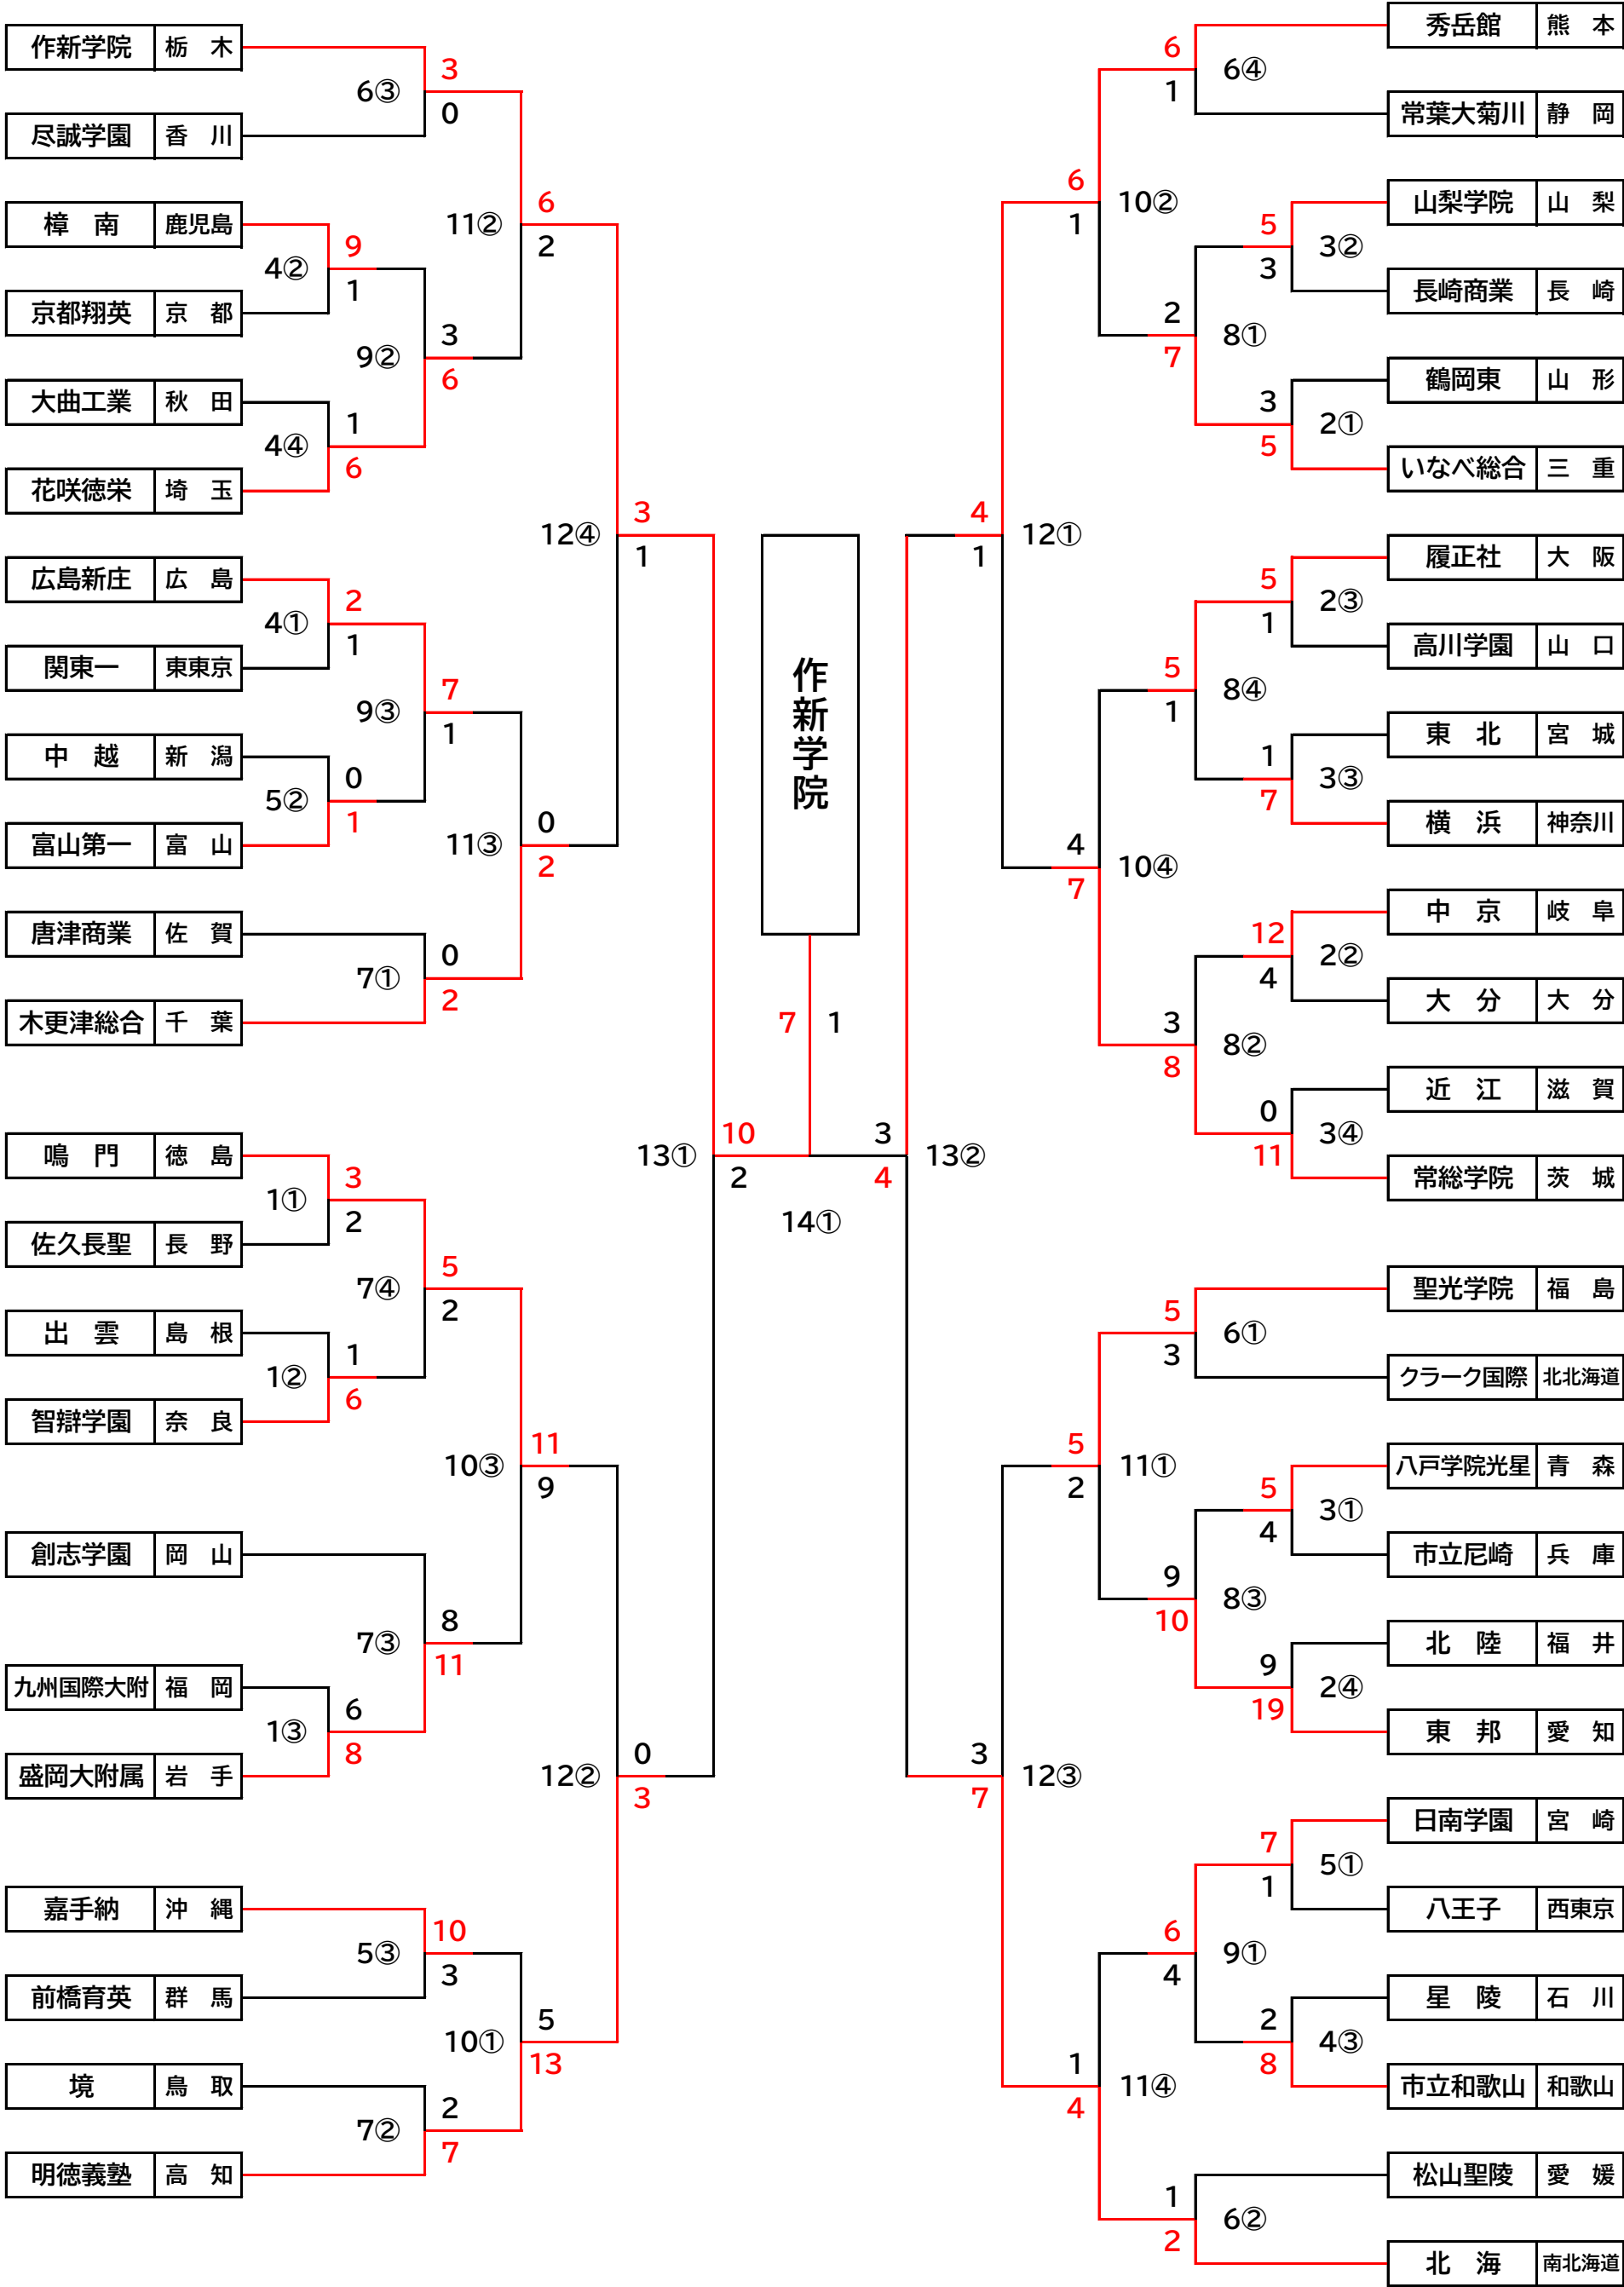 作新学院 栃木
6③ 3 0
尽誠学園 香川
樟南 鹿児島
11② 6 2
4② 9 1
京都翔英 京都
9② 3 6
大曲工業 秋田
4④ 1 6
花咲徳栄 埼玉
12④ 3 1
広島新庄 広島
4① 2 1
関東一 東東京
9③ 7 1
中越 新潟
5② 0 1
富山第一 富山
11③ 0 2
唐津商業 佐賀
7① 0 2
木更津総合 千葉
13① 10 2
鳴門 徳島
1① 3 2
佐久長聖 長野
7④ 5 2
出雲 島根
1② 1 6
智辯学園 奈良
10③ 11 9
創志学園 岡山
7③ 8 11
九州国際大附 福岡
1③ 6 8
盛岡大附属 岩手
12② 0 3
嘉手納 沖縄
5③ 10 3
前橋育英 群馬
10① 5 13
境 鳥取
7② 2 7
明徳義塾 高知
作新学院
7 1
14①
秀岳館 熊本
6 1 6④
常葉大菊川 静岡
6 1 10②
山梨学院 山梨
5 3 3②
長崎商業 長崎
2 7 8①
鶴岡東 山形
3 5 2①
いなべ総合 三重
4 1 12①
履正社 大阪
5 1 2③
高川学園 山口
5 1 8④
東北 宮城
1 7 3③
横浜 神奈川
4 7 10④
中京 岐阜
12 4 2②
大分 大分
3 8 8②
近江 滋賀
0 11 3④
常総学院 茨城
3 4 13②
聖光学院 福島
5 3 6①
クラーク国際 北北海道
5 2 11①
八戸学院光星 青森
5 4 3①
市立尼崎 兵庫
9 10 8③
北陸 福井
9 19 2④
東邦 愛知
3 7 12③
日南学園 宮崎
7 1 5①
八王子 西東京
6 4 9①
星陵 石川
2 8 4③
市立和歌山 和歌山
1 4 11④
松山聖陵 愛媛
1 2 6②
北海 南北海道